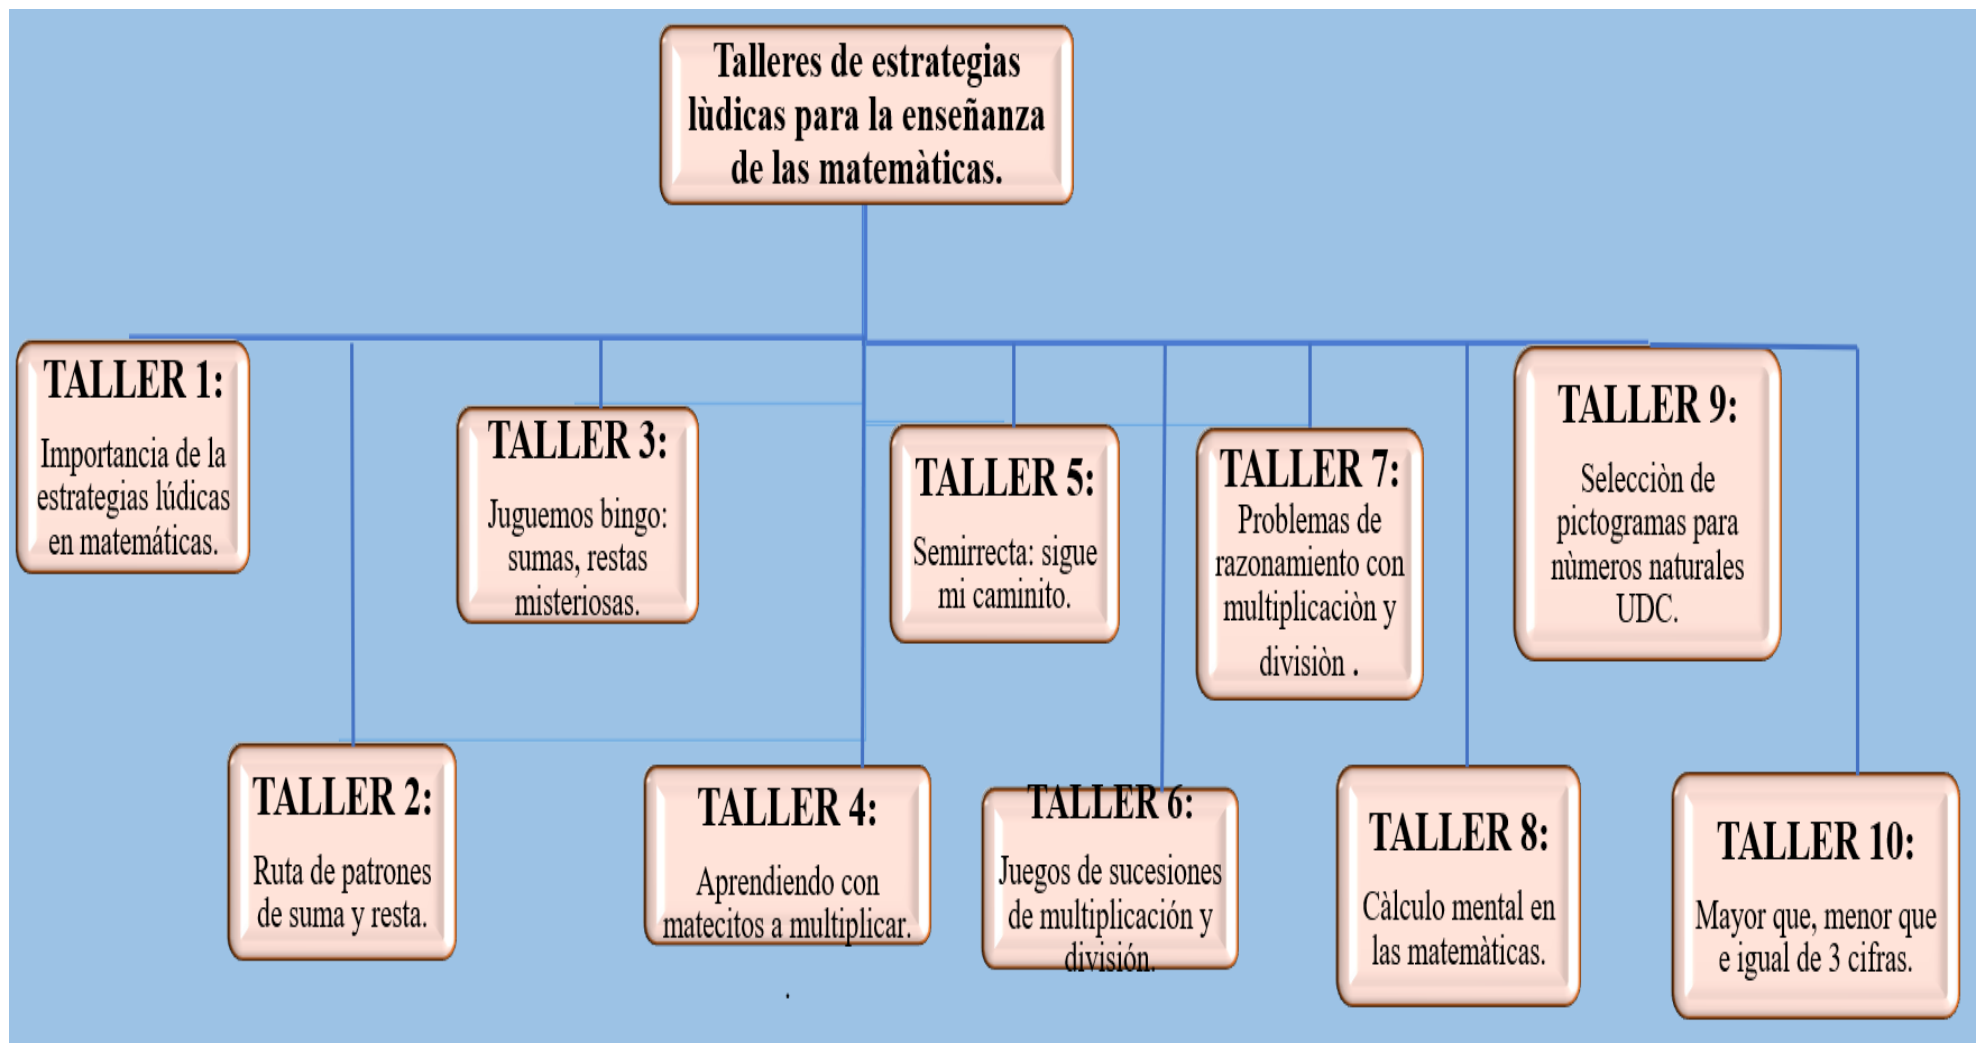 Talleres de estrategias
lùdicas para la enseñanza
de las matemàticas.
TALLER 1:
Importancia de la
estrategias lúdicas
en matemáticas.
TALLER 2:
Ruta de patrones
de suma y resta.
TALLER 3:
Juguemos bingo:
sumas, restas
misteriosas.
TALLER 4:
Aprendiendo con
matecitos a multiplicar.
.
TALLER 5:
Semirrecta: sigue
mi caminito.
TALLER 6:
Juegos de sucesiones
de multiplicación y
división.
TALLER 7:
Problemas de
razonamiento con
multiplicaciòn y
divisiòn .
TALLER 8:
Càlculo mental en
las matemàticas.
TALLER 9:
Selecciòn de
pictogramas para
nùmeros naturales
UDC.
TALLER 10:
Mayor que, menor que
e igual de 3 cifras.